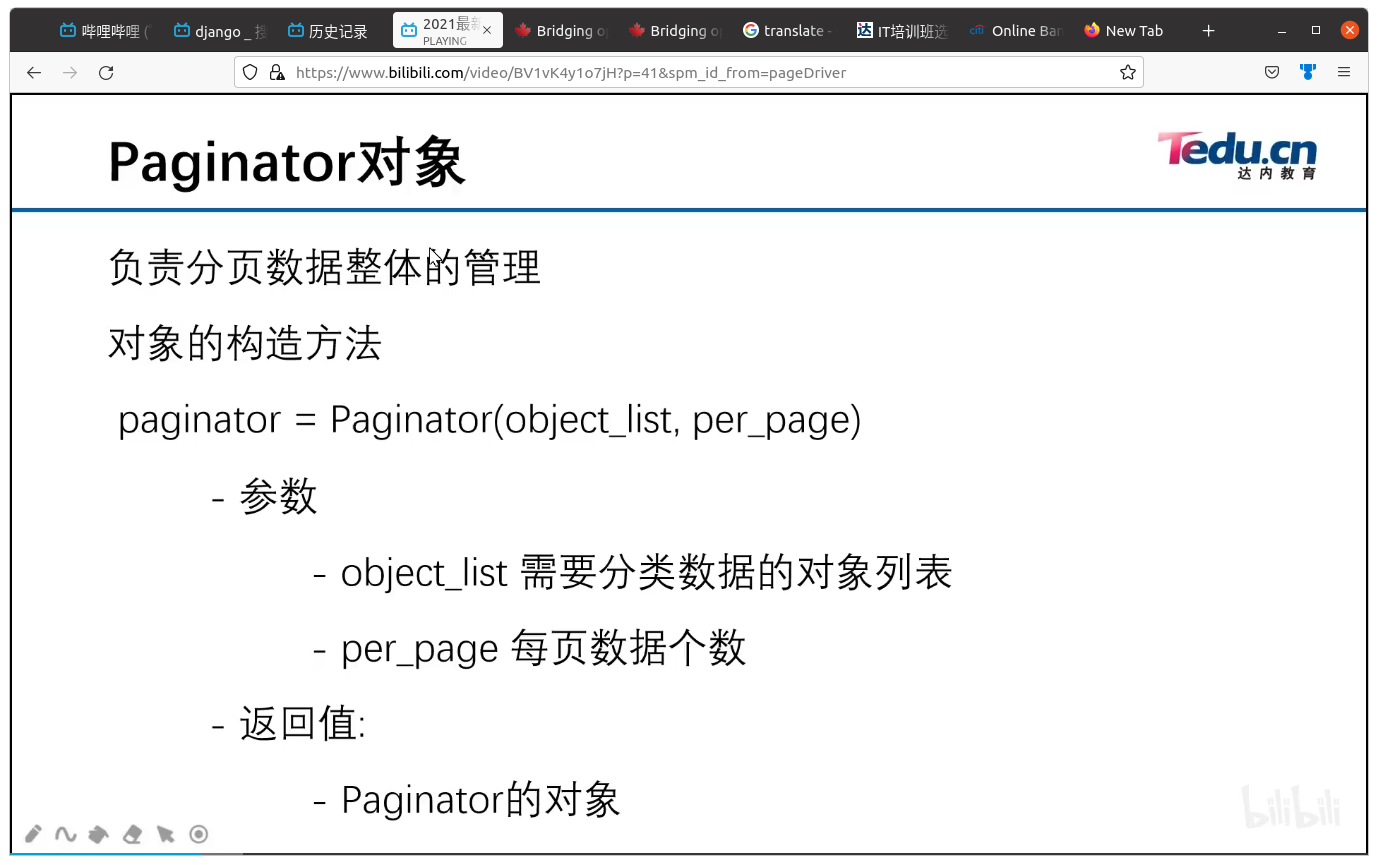 哔哩哔哩 (
django _ 搜
历史记录
2021最新
PLAYING
Bridging o
Bridging o
translate -
IT培训班选
Online Ban
New Tab
https://www.bilibili.com/video/BV1vK4y1o7jH?p=41&spm_id_from=pageDriver
Paginator对象
Tedu.cn
达内教育
负责分页数据整体的管理
对象的构造方法
paginator = Paginator(object_list, per_page)
- 参数
- object_list 需要分类数据的对象列表
- per_page 每页数据个数
- 返回值:
- Paginator的对象
bilibili